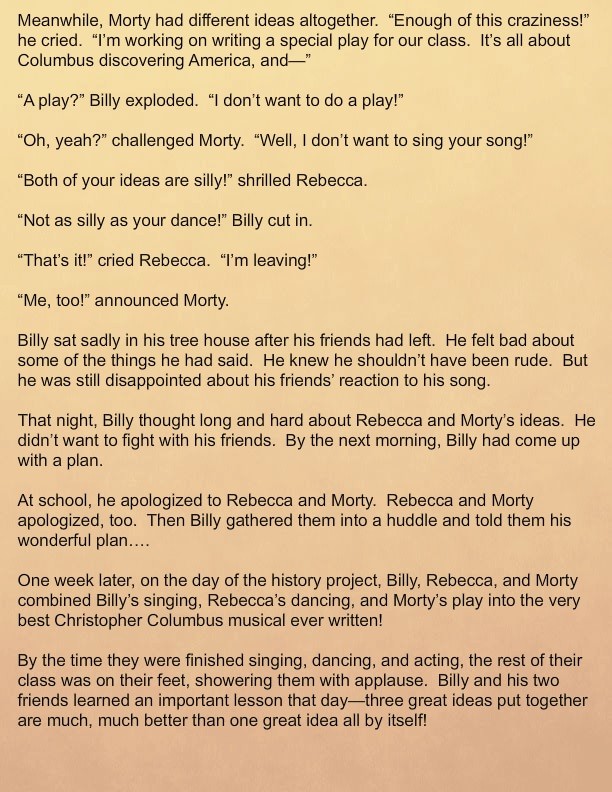 Meanwhile, Morty had different ideas altogether.  “Enough of this craziness!”
he cried.  “I’m working on writing a special play for our class.  It’s all about
Columbus discovering America, and—”
“A play?” Billy exploded.  “I don’t want to do a play!”
“Oh, yeah?” challenged Morty.  “Well, I don’t want to sing your song!”
“Both of your ideas are silly!” shrilled Rebecca.
“Not as silly as your dance!” Billy cut in.
“That’s it!” cried Rebecca.  “I’m leaving!”
“Me, too!” announced Morty.
Billy sat sadly in his tree house after his friends had left.  He felt bad about
some of the things he had said.  He knew he shouldn’t have been rude.  But
he was still disappointed about his friends’ reaction to his song.
That night, Billy thought long and hard about Rebecca and Morty’s ideas.  He
didn’t want to fight with his friends.  By the next morning, Billy had come up
with a plan.
At school, he apologized to Rebecca and Morty.  Rebecca and Morty
apologized, too.  Then Billy gathered them into a huddle and told them his
wonderful plan….
One week later, on the day of the history project, Billy, Rebecca, and Morty
combined Billy’s singing, Rebecca’s dancing, and Morty’s play into the very
best Christopher Columbus musical ever written!
By the time they were finished singing, dancing, and acting, the rest of their
class was on their feet, showering them with applause.  Billy and his two
friends learned an important lesson that day—three great ideas put together
are much, much better than one great idea all by itself!